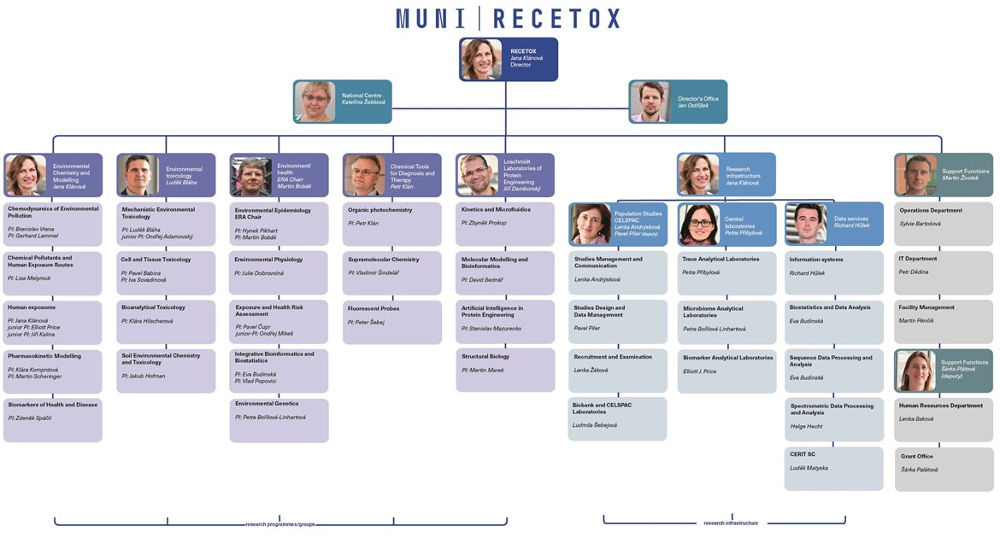 MUNI | RECETOX
RECETOX
Jana Klánová
Director
National Centre
Kateřina Šebková
Director's Office
Jan Ostřížek
Environmental
Chemistry and
Modelling
Jana Klánová
Chemodynamics of Environmental
Pollution
PI: Branislav Vrana
PI: Gerhard Lammel
Chemical Pollutants and
Human Exposure Routes
PI: Lisa Melymuk
Human exposome
PI: Jana Klánová
junior PI: Elliott Price
junior PI: Jiří Kalina
Pharmacokinetic Modelling
PI: Klára Komprdová
PI: Martin Scheringer
Biomarkers of Health and Disease
PI: Zdeněk Spáčil
Environmental
toxicology
Luděk Bláha
Mechanistic Environmental
Toxicology
PI: Luděk Bláha
junior PI: Ondřej Adamovský
Cell and Tissue Toxicology
PI: Pavel Babica
PI: Iva Sovadinová
Bioanalytical Toxicology
PI: Klára Hilscherová
Soil Environmental Chemistry
and Toxicology
PI: Jakub Hofman
Environmentl
health
ERA Chair
Martin Bobák
Environmental Epidemiology
ERA Chair
PI: Hynek Pikhart
PI: Martin Bobák
Environmental Physiology
PI: Julie Dobrovolná
Exposure and Health Risk
Assessment
PI: Pavel Čupr
junior-PI: Ondřej Mikeš
Integrative Bioinformatics and
Biostatistics
PI: Eva Budinská
PI: Vlad Popovici
Environmental Genetics
PI: Petra Bořilová-Linhartová
Chemical Tools
for Diagnosis and
Therapy
Petr Klán
Organic photochemistry
PI: Petr Klán
Supramolecular Chemistry
PI: Vladimír Šindelář
Fluorescent Probes
PI: Peter Šebej
Loschmidt
Laboratories of
Protein
Engineering
Jiří Damborský
Kinetics and Microfluidics
PI: Zbyněk Prokop
Molecular Modelling and
Bioinformatics
PI: David Bednář
Artificial Intelligence in
Protein Engineering
PI: Stanislav Mazurenko
Structural Biology
PI: Martin Marek
Research
infrastructure
Jana Klánová
Population Studies
CELSPAC
Lenka Andrýsková
Pavel Piler (deputy)
Studies Management and
Communication
Lenka Andrýsková
Studies Design and
Data Management
Pavel Piler
Recruitment and Examination
Lenka Žáková
Biobank and CELSPAC
Laboratories
Ludmila Šebejová
Central
laboratories
Petra Přibylová
Trace Analytical Laboratories
Petra Přibylová
Microbiome Analytical
Laboratories
Petra Bořilová Linhartová
Biomarker Analytical Laboratories
Elliott J. Price
Data services
Richard Hůlek
Information systems
Richard Hůlek
Biostatistics and Data Analysis
Eva Budinská
Sequence Data Processing and
Analysis
Eva Budinská
Spectrometric Data Processing
and Analysis
Helge Hecht
CERIT SC
Luděk Matyska
Support Functions
Martin Životek
Operations Department
Sylvie Bartošová
IT Department
Petr Dědina
Facility Management
Martin Pěnčík
Support Functions
Šárka Plátová
(deputy)
Human Resources Department
Lenka Baková
Grant Office
Šárka Palátová
research programmes/groups
research infrastructure